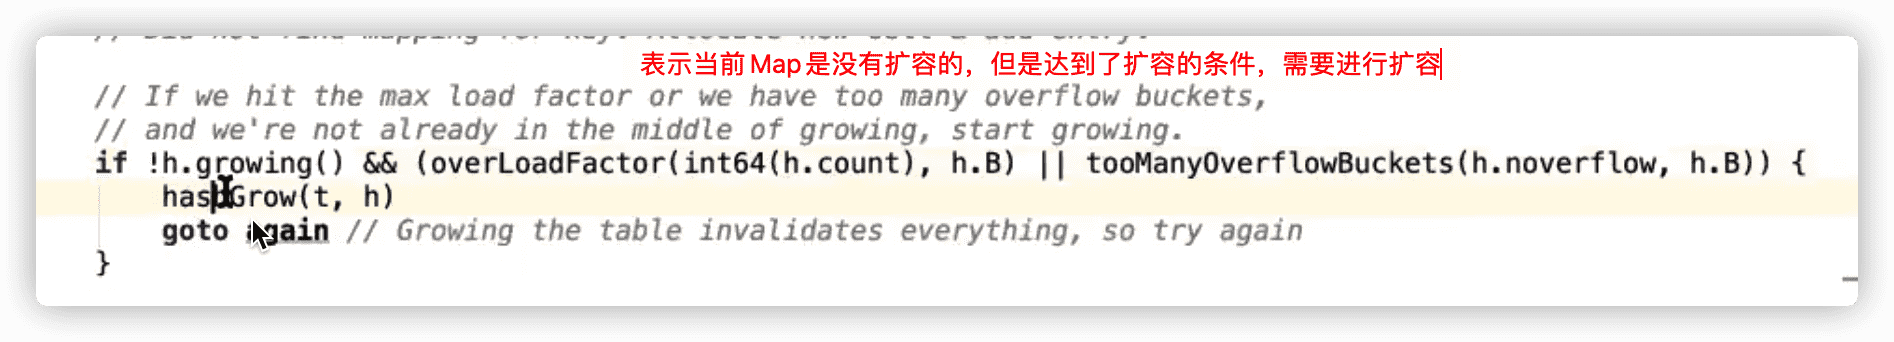 // Did not find mapping for key. Allocate new cell & add entry.
表示当前Map是没有扩容的，但是达到了扩容的条件，需要进行扩容
// If we hit the max load factor or we have too many overflow buckets,
// and we're not already in the middle of growing, start growing.
if !h.growing() && (overLoadFactor(int64(h.count), h.B) || tooManyOverflowBuckets(h.noverflow, h.B)) {
hashGrow(t, h)
goto again // Growing the table invalidates everything, so try again
}